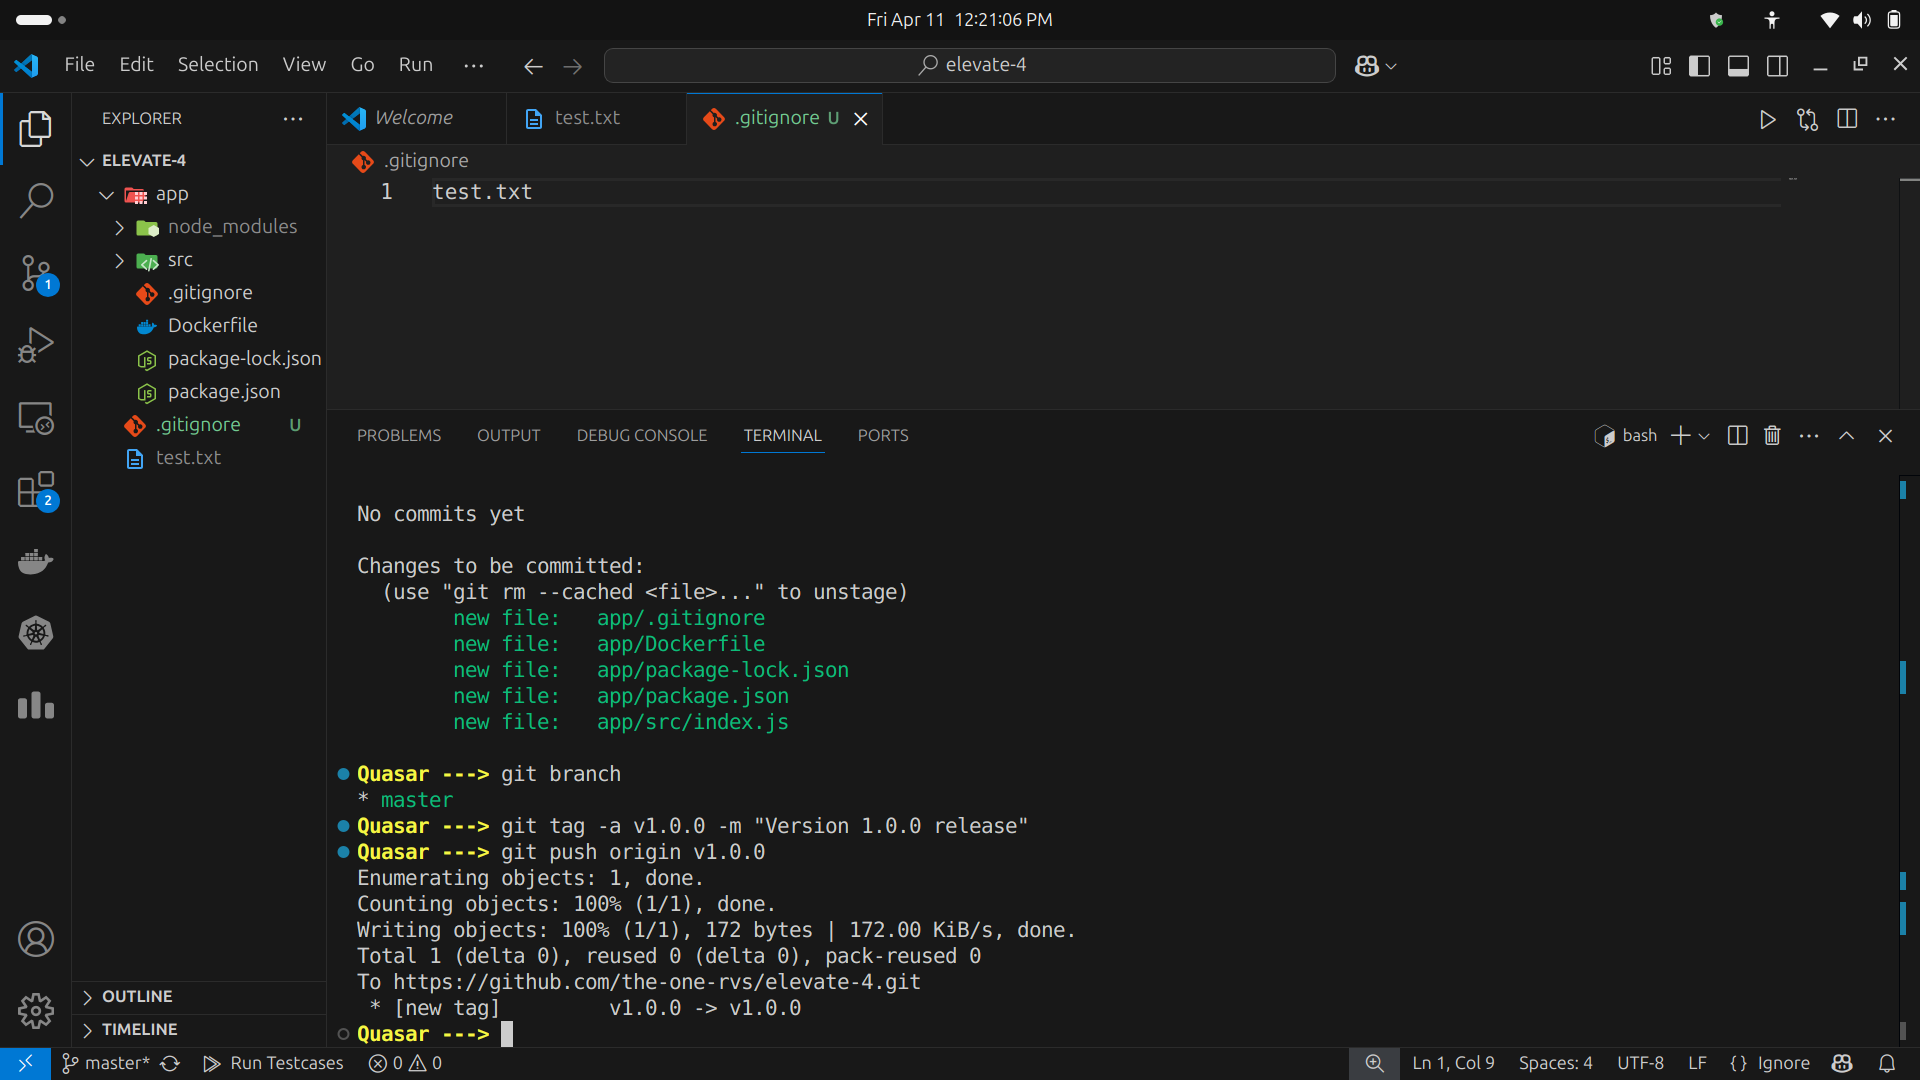 Fri Apr 11 12:21:06 PM
File Edit Selection View Go Run ...
elevate-4
EXPLORER
Welcome
test.txt
.gitignore U
ELEVATE-4
app
node_modules
src
.gitignore
Dockerfile
package-lock.json
package.json
.gitignore U
test.txt
OUTLINE
TIMELINE
1
2
.gitignore
1 test.txt
PROBLEMS OUTPUT DEBUG CONSOLE TERMINAL PORTS
bash
No commits yet
Changes to be committed:
(use "git rm --cached <file>..." to unstage)
new file: app/.gitignore
new file: app/Dockerfile
new file: app/package-lock.json
new file: app/package.json
new file: app/src/index.js
Quasar ---> git branch
* master
Quasar ---> git tag -a v1.0.0 -m "Version 1.0.0 release"
Quasar ---> git push origin v1.0.0
Enumerating objects: 1, done.
Counting objects: 100% (1/1), done.
Writing objects: 100% (1/1), 172 bytes | 172.00 KiB/s, done.
Total 1 (delta 0), reused 0 (delta 0), pack-reused 0
To https://github.com/the-one-rvs/elevate-4.git
* [new tag] v1.0.0 -> v1.0.0
Quasar --->
master* Run Testcases 0 0
Ln 1, Col 9 Spaces: 4 UTF-8 LF {} Ignore